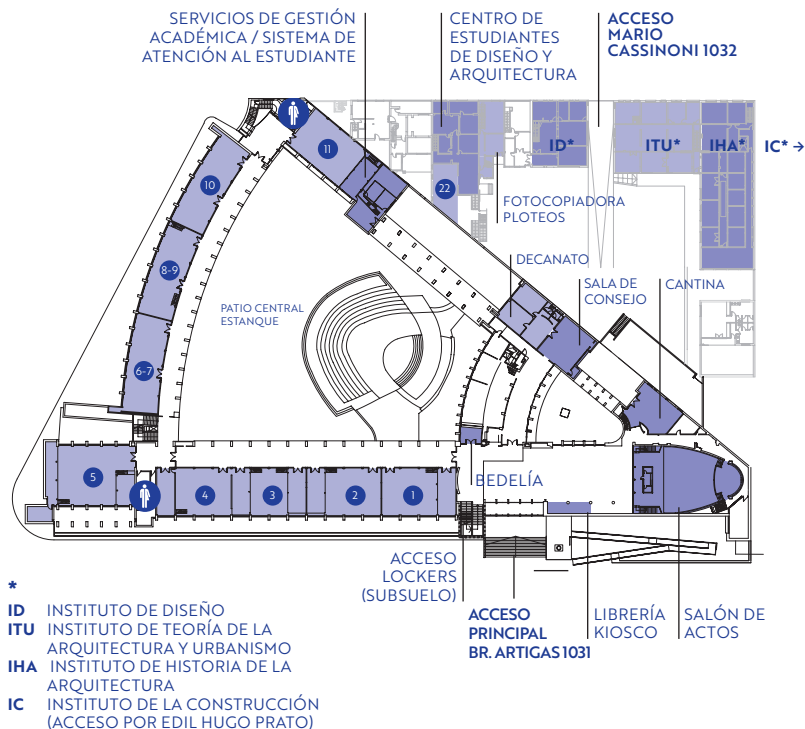 SERVICIOS DE GESTIÓN
ACADÉMICA / SISTEMA DE
ATENCIÓN AL ESTUDIANTE
CENTRO DE
ESTUDIANTES
DE DISEÑO Y
ARQUITECTURA
ACCESO
MARIO
CASSINONI 1032
11
ID*
ITU*
IHA*
IC* →
10
22
FOTOCOPIADORA
PLOTEOS
8-9
DECANATO
SALA DE
CONSEJO
CANTINA
PATIO CENTRAL
ESTANQUE
6-7
5
4
3
2
1
BEDELÍA
ACCESO
LOCKERS
(SUBSUELO)
ACCESO
PRINCIPAL
BR. ARTIGAS 1031
LIBRERÍA
KIOSCO
SALÓN DE
ACTOS
*
ID INSTITUTO DE DISEÑO
ITU INSTITUTO DE TEORÍA DE LA
ARQUITECTURA Y URBANISMO
IHA INSTITUTO DE HISTORIA DE LA
ARQUITECTURA
IC INSTITUTO DE LA CONSTRUCCIÓN
(ACCESO POR EDIL HUGO PRATO)